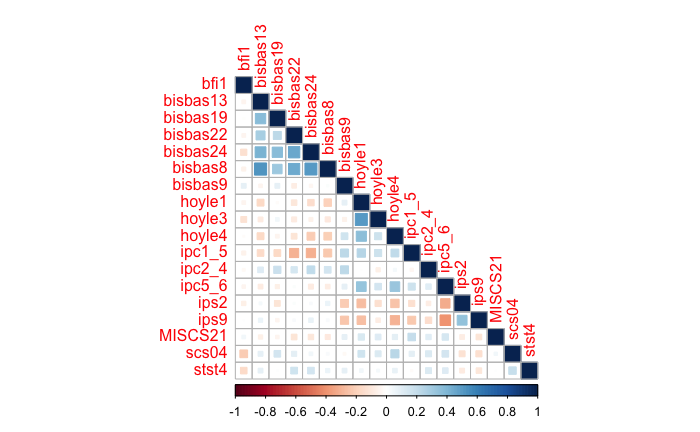 bfi1
bisbas13
bisbas19
bisbas22
bisbas24
bisbas8
bisbas9
hoyle1
hoyle3
hoyle4
ipc1_5
ipc2_4
ipc5_6
ips2
ips9
MISCS21
scs04
stst4
bfi1
bisbas13
bisbas19
bisbas22
bisbas24
bisbas8
bisbas9
hoyle1
hoyle3
hoyle4
ipc1_5
ipc2_4
ipc5_6
ips2
ips9
MISCS21
scs04
stst4
-1 -0.8 -0.6 -0.4 -0.2 0 0.2 0.4 0.6 0.8 1